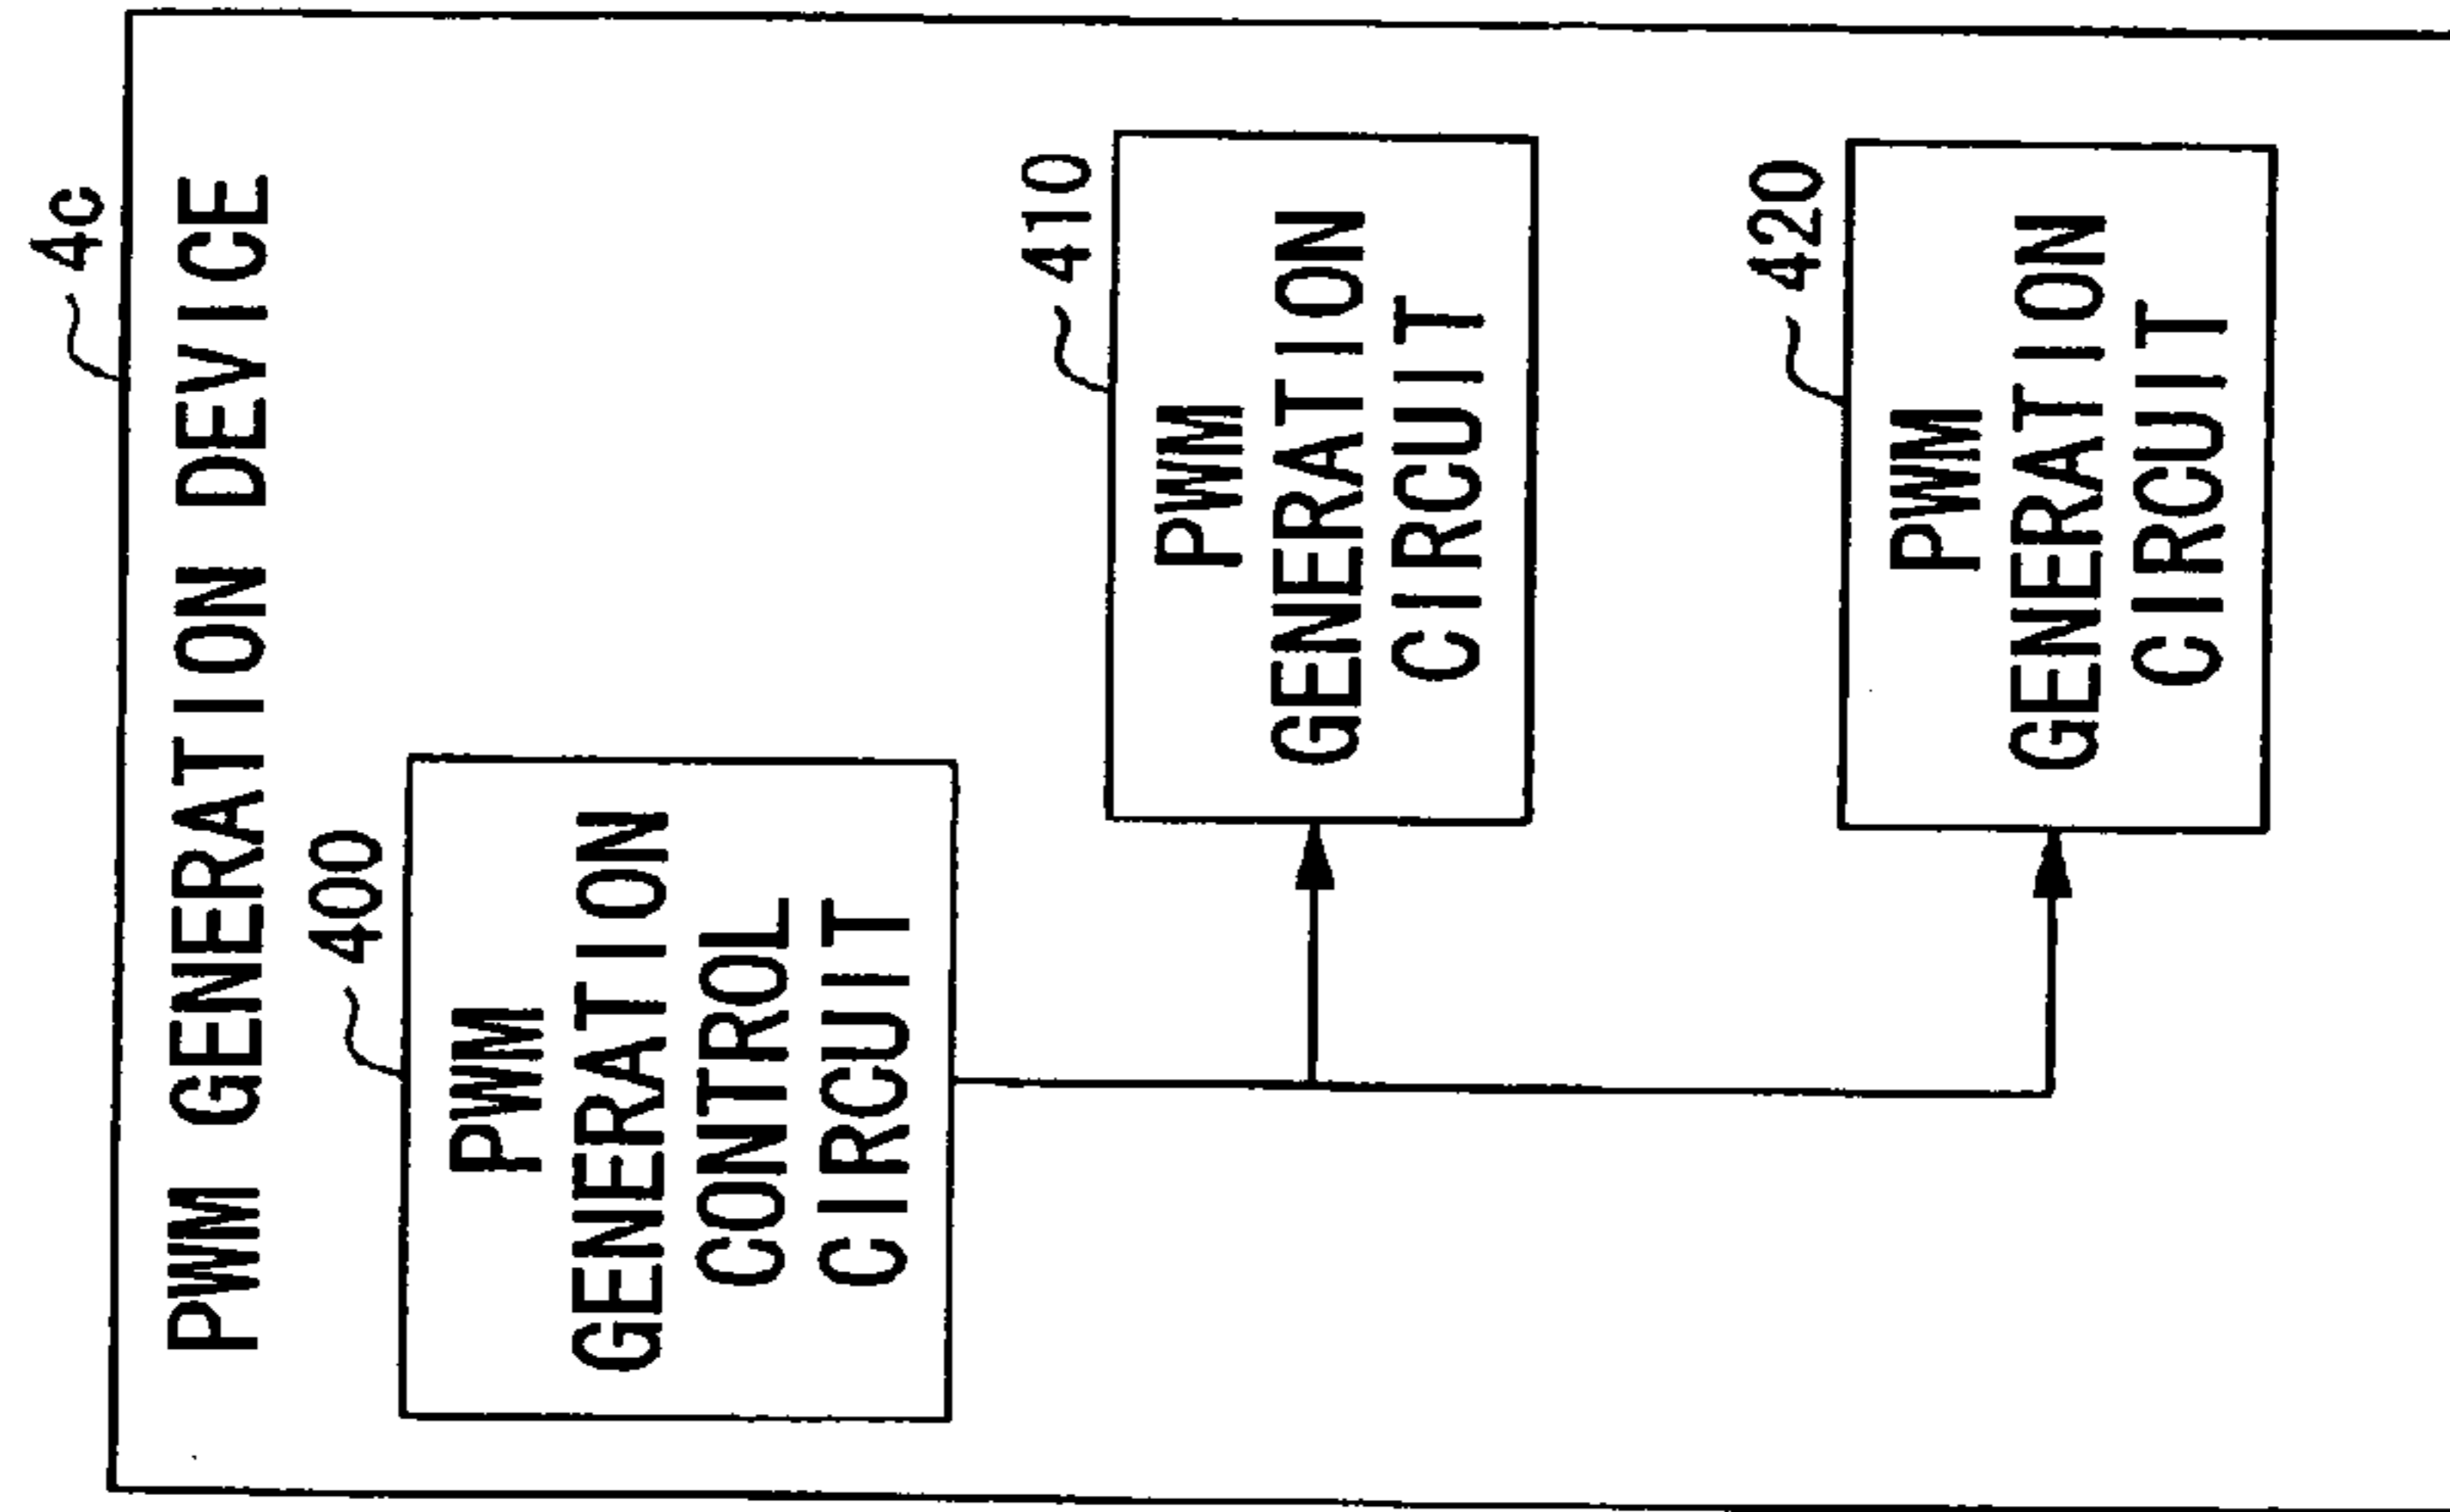 4c
PWM GENERATION DEVICE
400
PWM
GENERATION
CONTROL
CIRCUIT
410
PWM
GENERATION
CIRCUIT
420
PWM
GENERATION
CIRCUIT